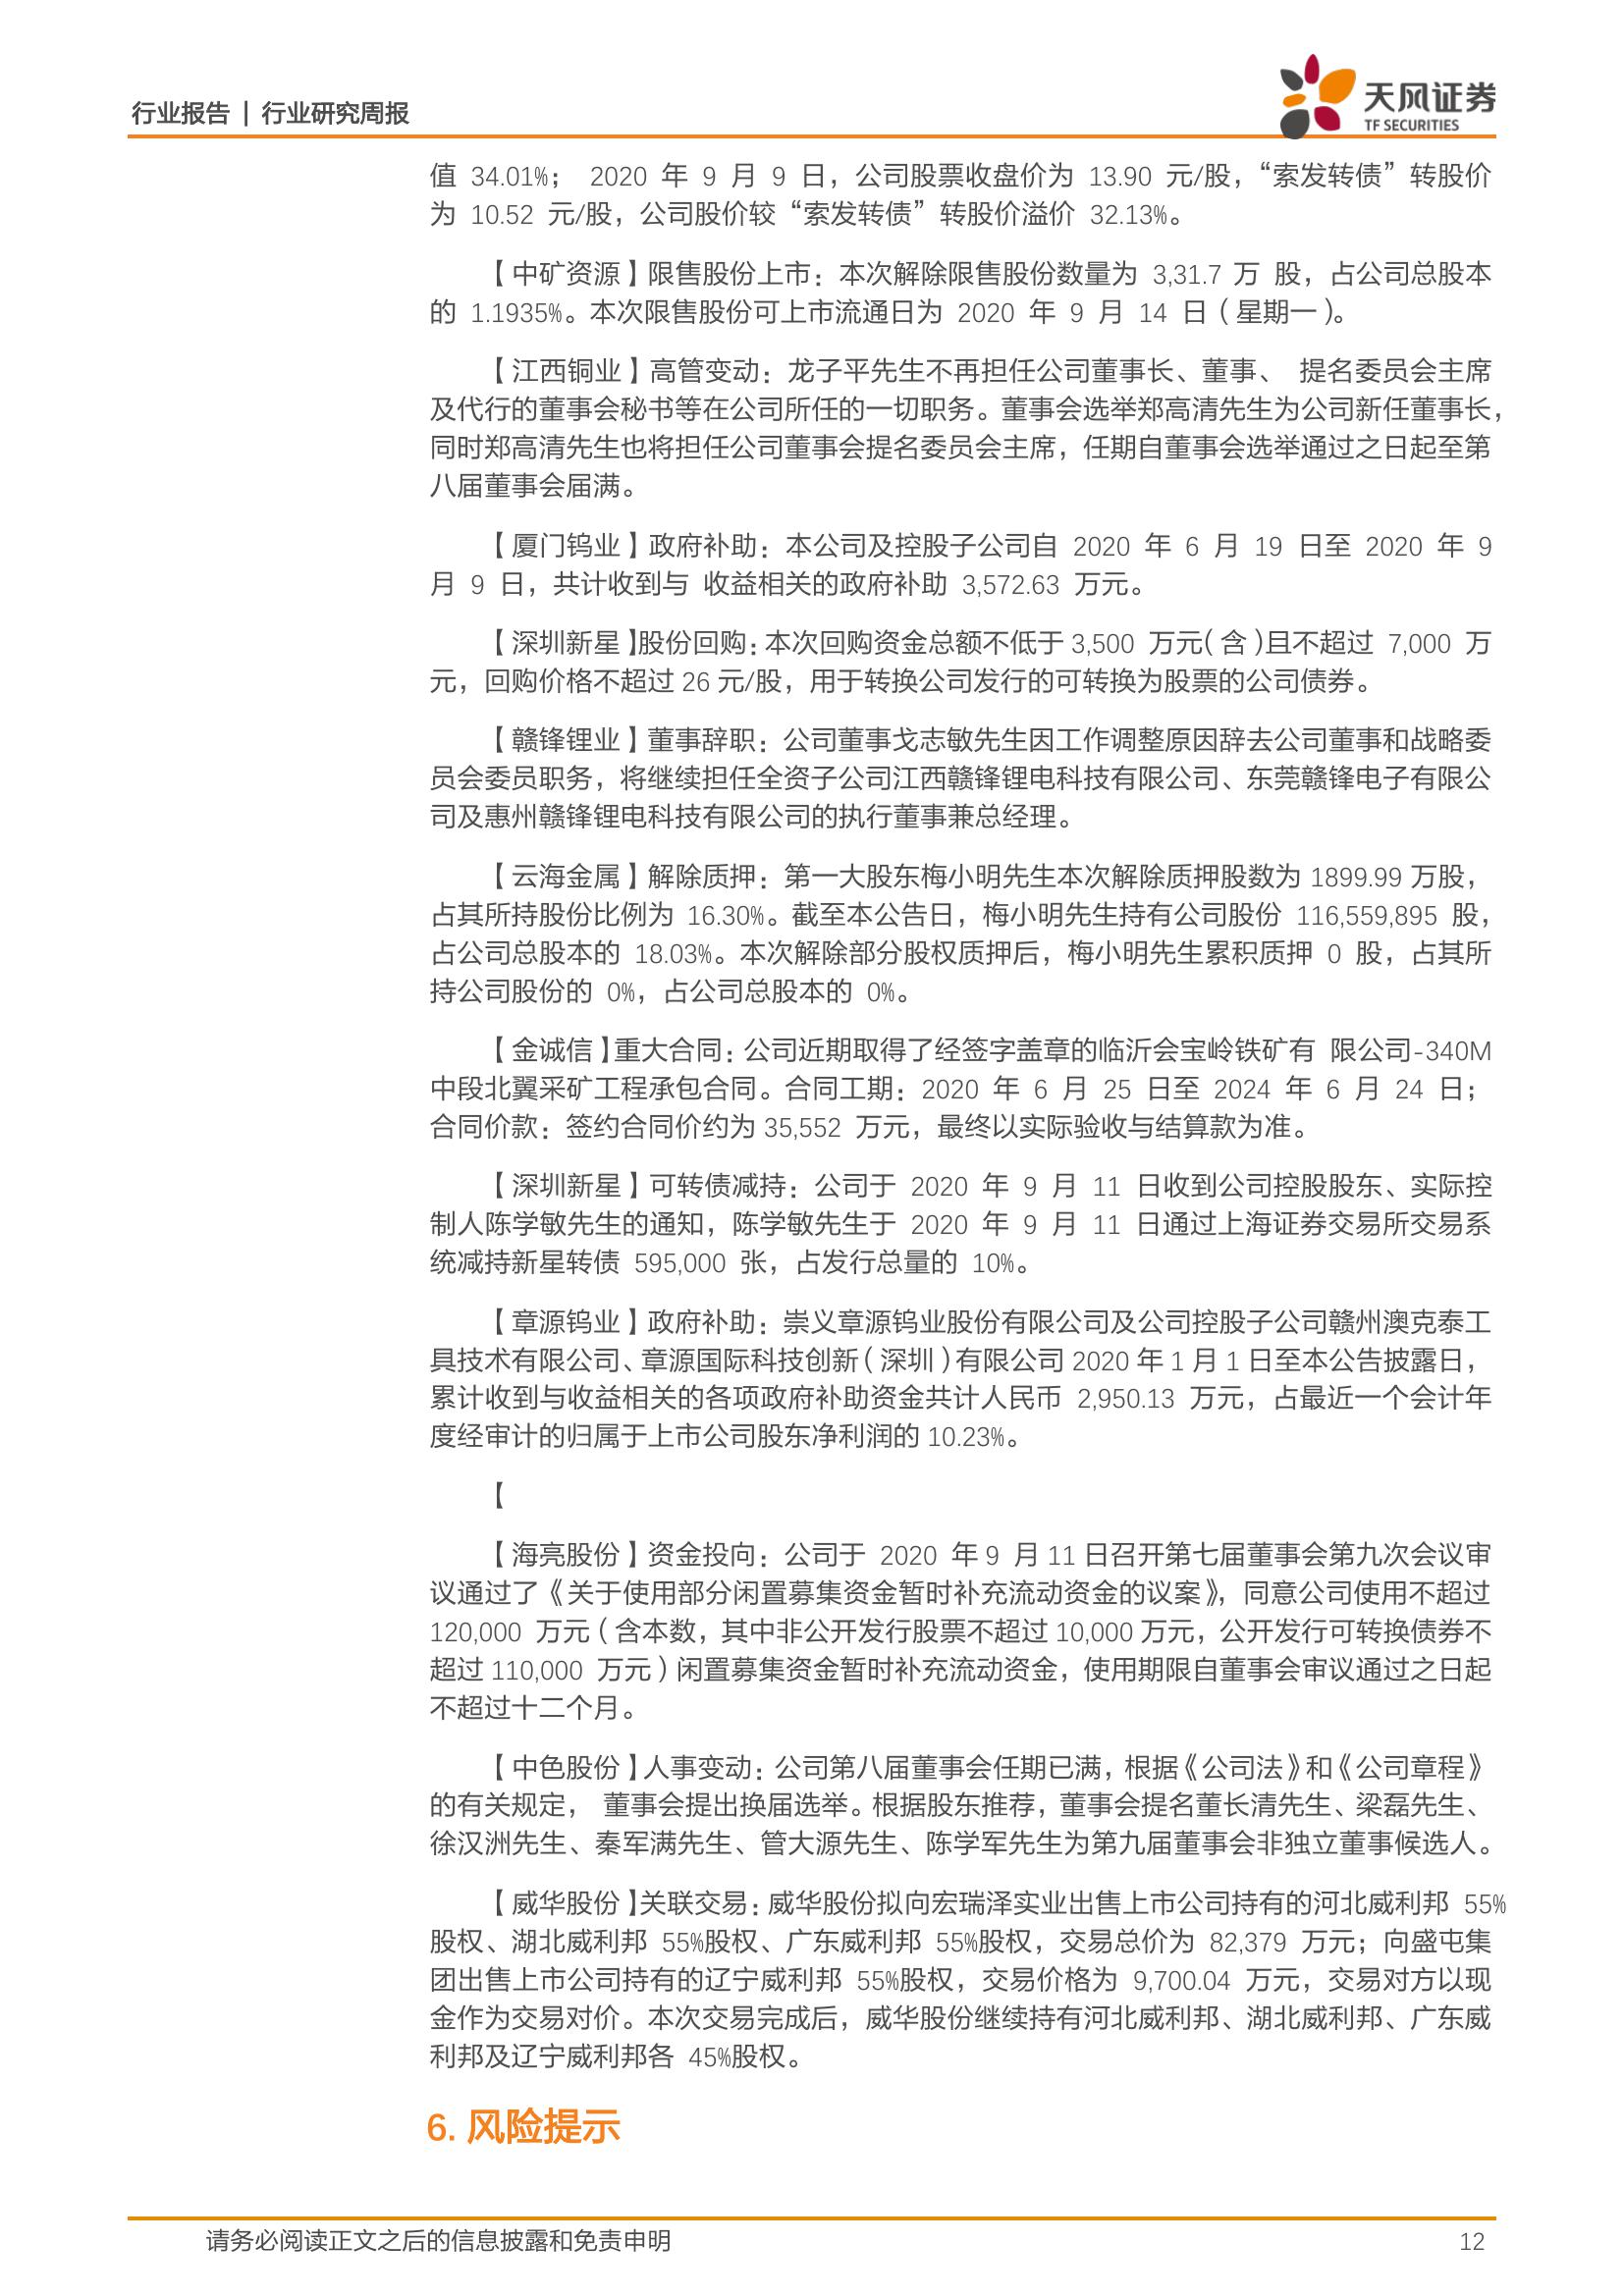 行业报告 | 行业研究周报
天风证券
TF SECURITIES
值 34.01%； 2020 年 9 月 9 日，公司股票收盘价为 13.90 元/股，“索发转债”转股价
为 10.52 元/股，公司股价较“索发转债”转股价溢价 32.13%。
【中矿资源】限售股份上市：本次解除限售股份数量为 3,31.7 万 股，占公司总股本
的 1.1935%。本次限售股份可上市流通日为 2020 年 9 月 14 日（星期一）。
【江西铜业】高管变动：龙子平先生不再担任公司董事长、董事、 提名委员会主席
及代行的董事会秘书等在公司所任的一切职务。董事会选举郑高清先生为公司新任董事长，
同时郑高清先生也将担任公司董事会提名委员会主席，任期自董事会选举通过之日起至第
八届董事会届满。
【厦门钨业】政府补助：本公司及控股子公司自 2020 年 6 月 19 日至 2020 年 9
月 9 日，共计收到与 收益相关的政府补助 3,572.63 万元。
【深圳新星】股份回购：本次回购资金总额不低于 3,500 万元（含）且不超过 7,000 万
元，回购价格不超过 26 元/股，用于转换公司发行的可转换为股票的公司债券。
【赣锋锂业】董事辞职：公司董事戈志敏先生因工作调整原因辞去公司董事和战略委
员会委员职务，将继续担任全资子公司江西赣锋锂电科技有限公司、东莞赣锋电子有限公
司及惠州赣锋锂电科技有限公司的执行董事兼总经理。
【云海金属】解除质押：第一大股东梅小明先生本次解除质押股数为 1899.99 万股，
占其所持股份比例为 16.30%。截至本公告日，梅小明先生持有公司股份 116,559,895 股，
占公司总股本的 18.03%。本次解除部分股权质押后，梅小明先生累积质押 0 股，占其所
持公司股份的 0%，占公司总股本的 0%。
【金诚信】重大合同：公司近期取得了经签字盖章的临沂会宝岭铁矿有 限公司-340M
中段北翼采矿工程承包合同。合同工期：2020 年 6 月 25 日至 2024 年 6 月 24 日；
合同价款：签约合同价约为 35,552 万元，最终以实际验收与结算款为准。
【深圳新星】可转债减持：公司于 2020 年 9 月 11 日收到公司控股股东、实际控
制人陈学敏先生的通知，陈学敏先生于 2020 年 9 月 11 日通过上海证券交易所交易系
统减持新星转债 595,000 张，占发行总量的 10%。
【章源钨业】政府补助：崇义章源钨业股份有限公司及公司控股子公司赣州澳克泰工
具技术有限公司、章源国际科技创新（深圳）有限公司 2020 年 1 月 1 日至本公告披露日，
累计收到与收益相关的各项政府补助资金共计人民币 2,950.13 万元，占最近一个会计年
度经审计的归属于上市公司股东净利润的 10.23%。
【
【海亮股份】资金投向：公司于 2020 年 9 月 11 日召开第七届董事会第九次会议审
议通过了《关于使用部分闲置募集资金暂时补充流动资金的议案》，同意公司使用不超过
120,000 万元（含本数，其中非公开发行股票不超过 10,000 万元，公开发行可转换债券不
超过 110,000 万元）闲置募集资金暂时补充流动资金，使用期限自董事会审议通过之日起
不超过十二个月。
【中色股份】人事变动：公司第八届董事会任期已满，根据《公司法》和《公司章程》
的有关规定， 董事会提出换届选举。根据股东推荐，董事会提名董长清先生、梁磊先生、
徐汉洲先生、秦军满先生、管大源先生、陈学军先生为第九届董事会非独立董事候选人。
【威华股份】关联交易：威华股份拟向宏瑞泽实业出售上市公司持有的河北威利邦 55%
股权、湖北威利邦 55%股权、广东威利邦 55%股权，交易总价为 82,379 万元；向盛屯集
团出售上市公司持有的辽宁威利邦 55%股权，交易价格为 9,700.04 万元，交易对方以现
金作为交易对价。本次交易完成后，威华股份继续持有河北威利邦、湖北威利邦、广东威
利邦及辽宁威利邦各 45%股权。
6. 风险提示
请务必阅读正文之后的信息披露和免责申明
12